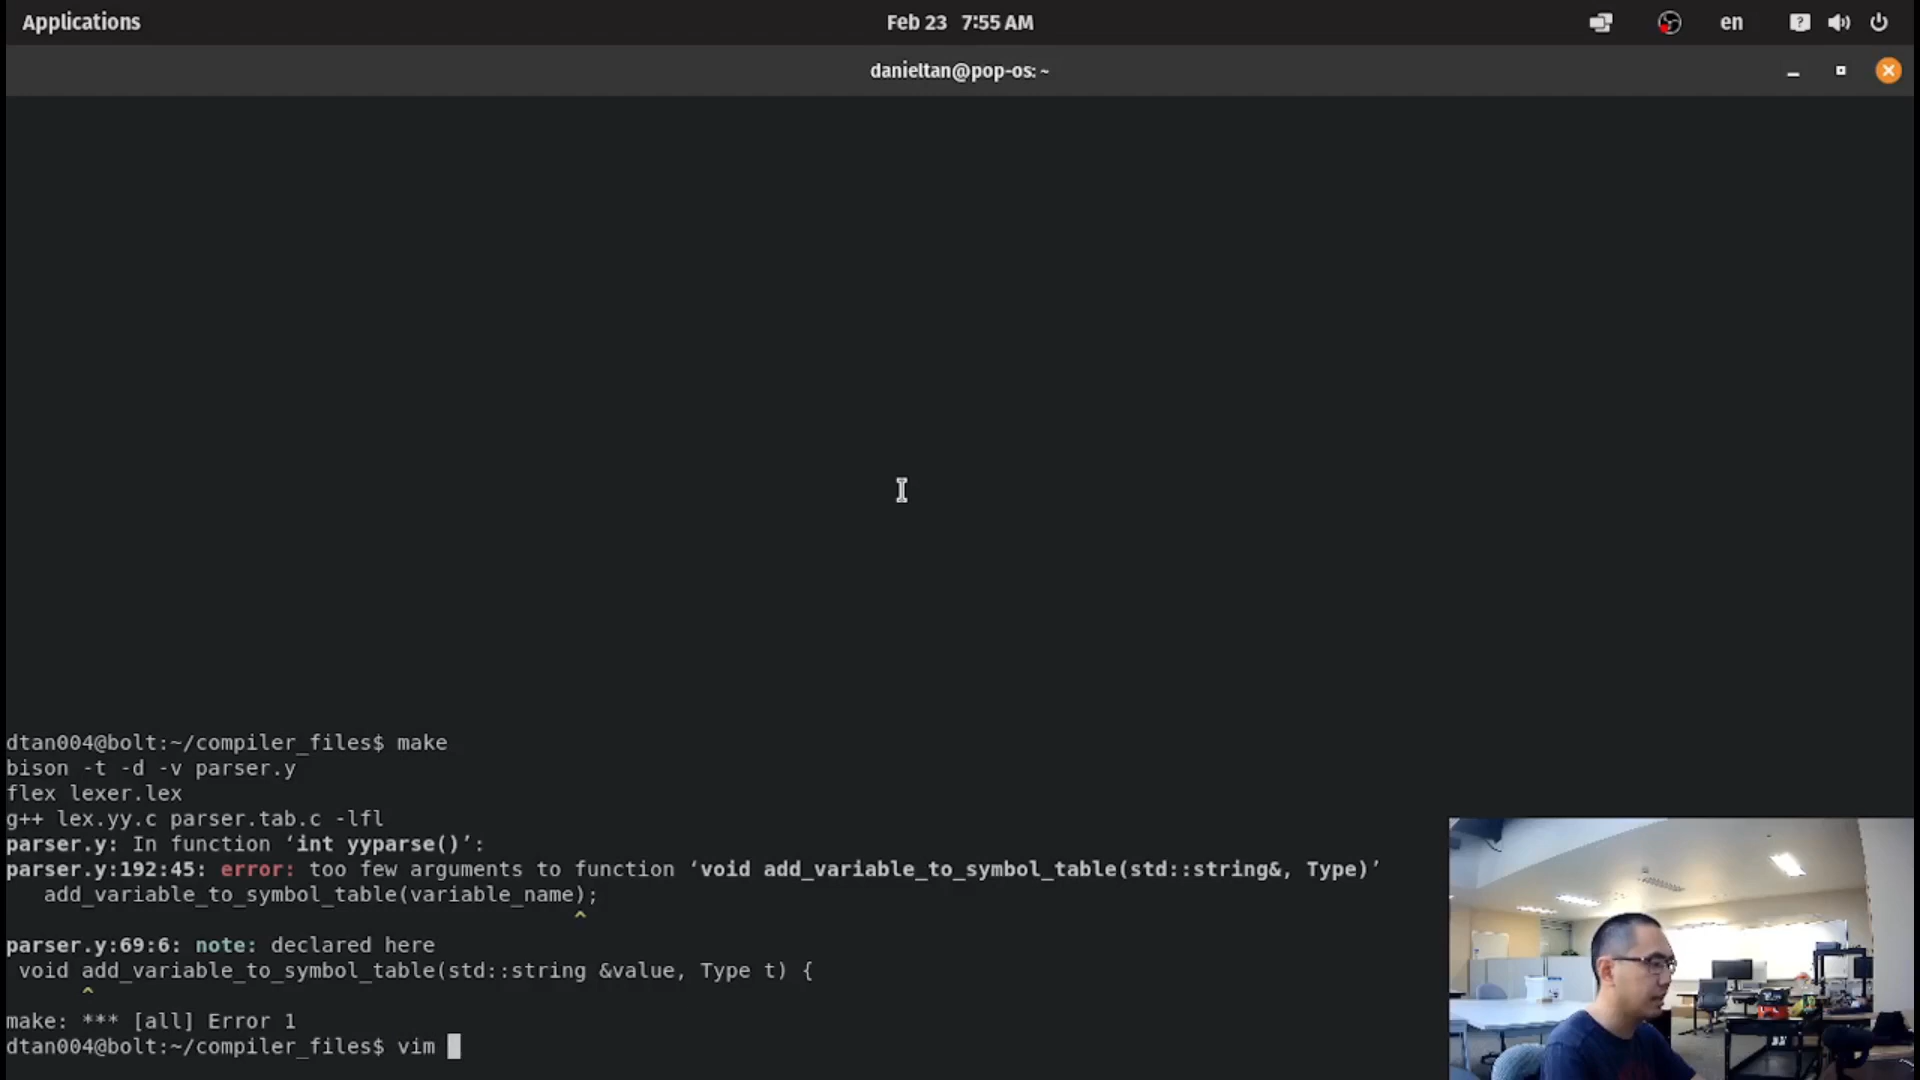 Applications
Feb 23 7:55 AM
en
danieltan@pop-os: ~
dtan004@bolt:~/compiler_files$ make
bison -t -d -v parser.y
flex lexer.lex
g++ lex.yy.c parser.tab.c -lfl
parser.y: In function ‘int yyparse()’:
parser.y:192:45: error: too few arguments to function ‘void add_variable_to_symbol_table(std::string&, Type)’
add_variable_to_symbol_table(variable_name);
^
parser.y:69:6: note: declared here
void add_variable_to_symbol_table(std::string &value, Type t) {
^
make: *** [all] Error 1
dtan004@bolt:~/compiler_files$ vim